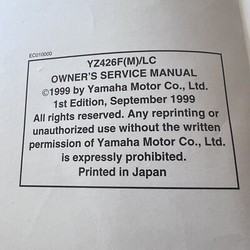 EC010000
YZ426F(M)/LC
OWNER'S SERVICE MANUAL
©1999 by Yamaha Motor Co., Ltd.
1st Edition, September 1999
All rights reserved. Any reprinting or
unauthorized use without the written
permission of Yamaha Motor Co., Ltd.
is expressly prohibited.
Printed in Japan